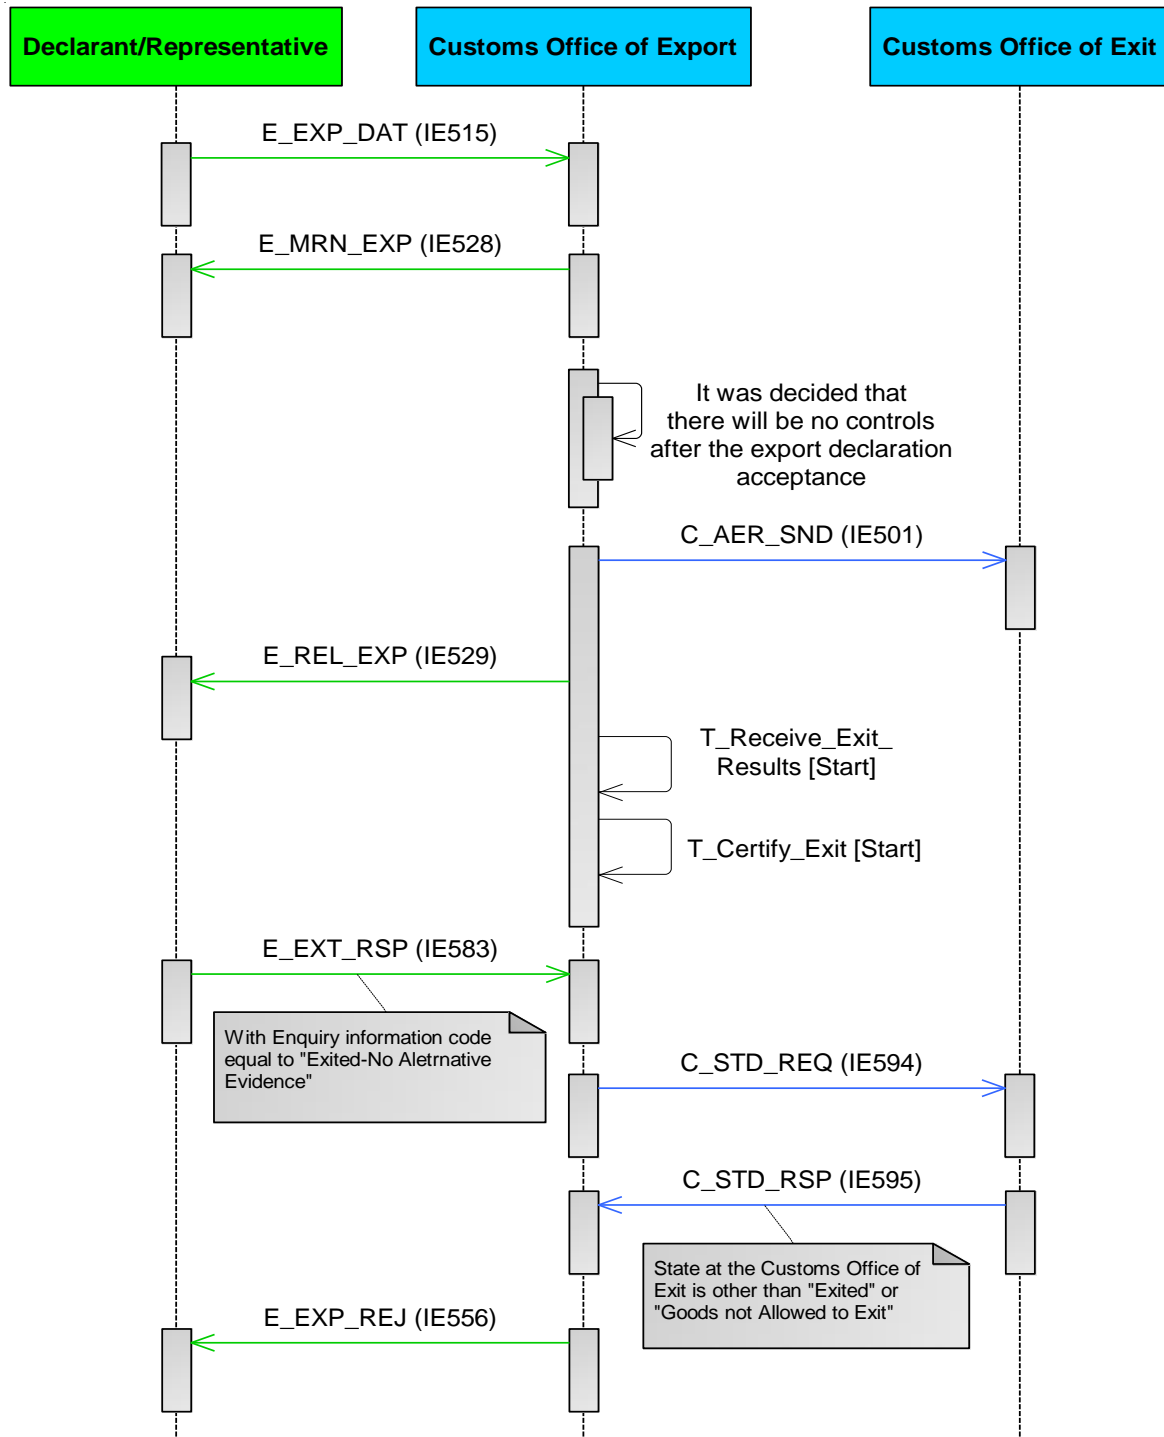 Declarant/Representative
Customs Office of Export
Customs Office of Exit
E_EXP_DAT (IE515)
E_MRN_EXP (IE528)
It was decided that
there will be no controls
after the export declaration
acceptance
C_AER_SND (IE501)
E_REL_EXP (IE529)
T_Receive_Exit_
Results [Start]
T_Certify_Exit [Start]
E_EXT_RSP (IE583)
With Enquiry information code
equal to "Exited-No Aletrnative
Evidence"
C_STD_REQ (IE594)
C_STD_RSP (IE595)
State at the Customs Office of
Exit is other than "Exited" or
"Goods not Allowed to Exit"
E_EXP_REJ (IE556)